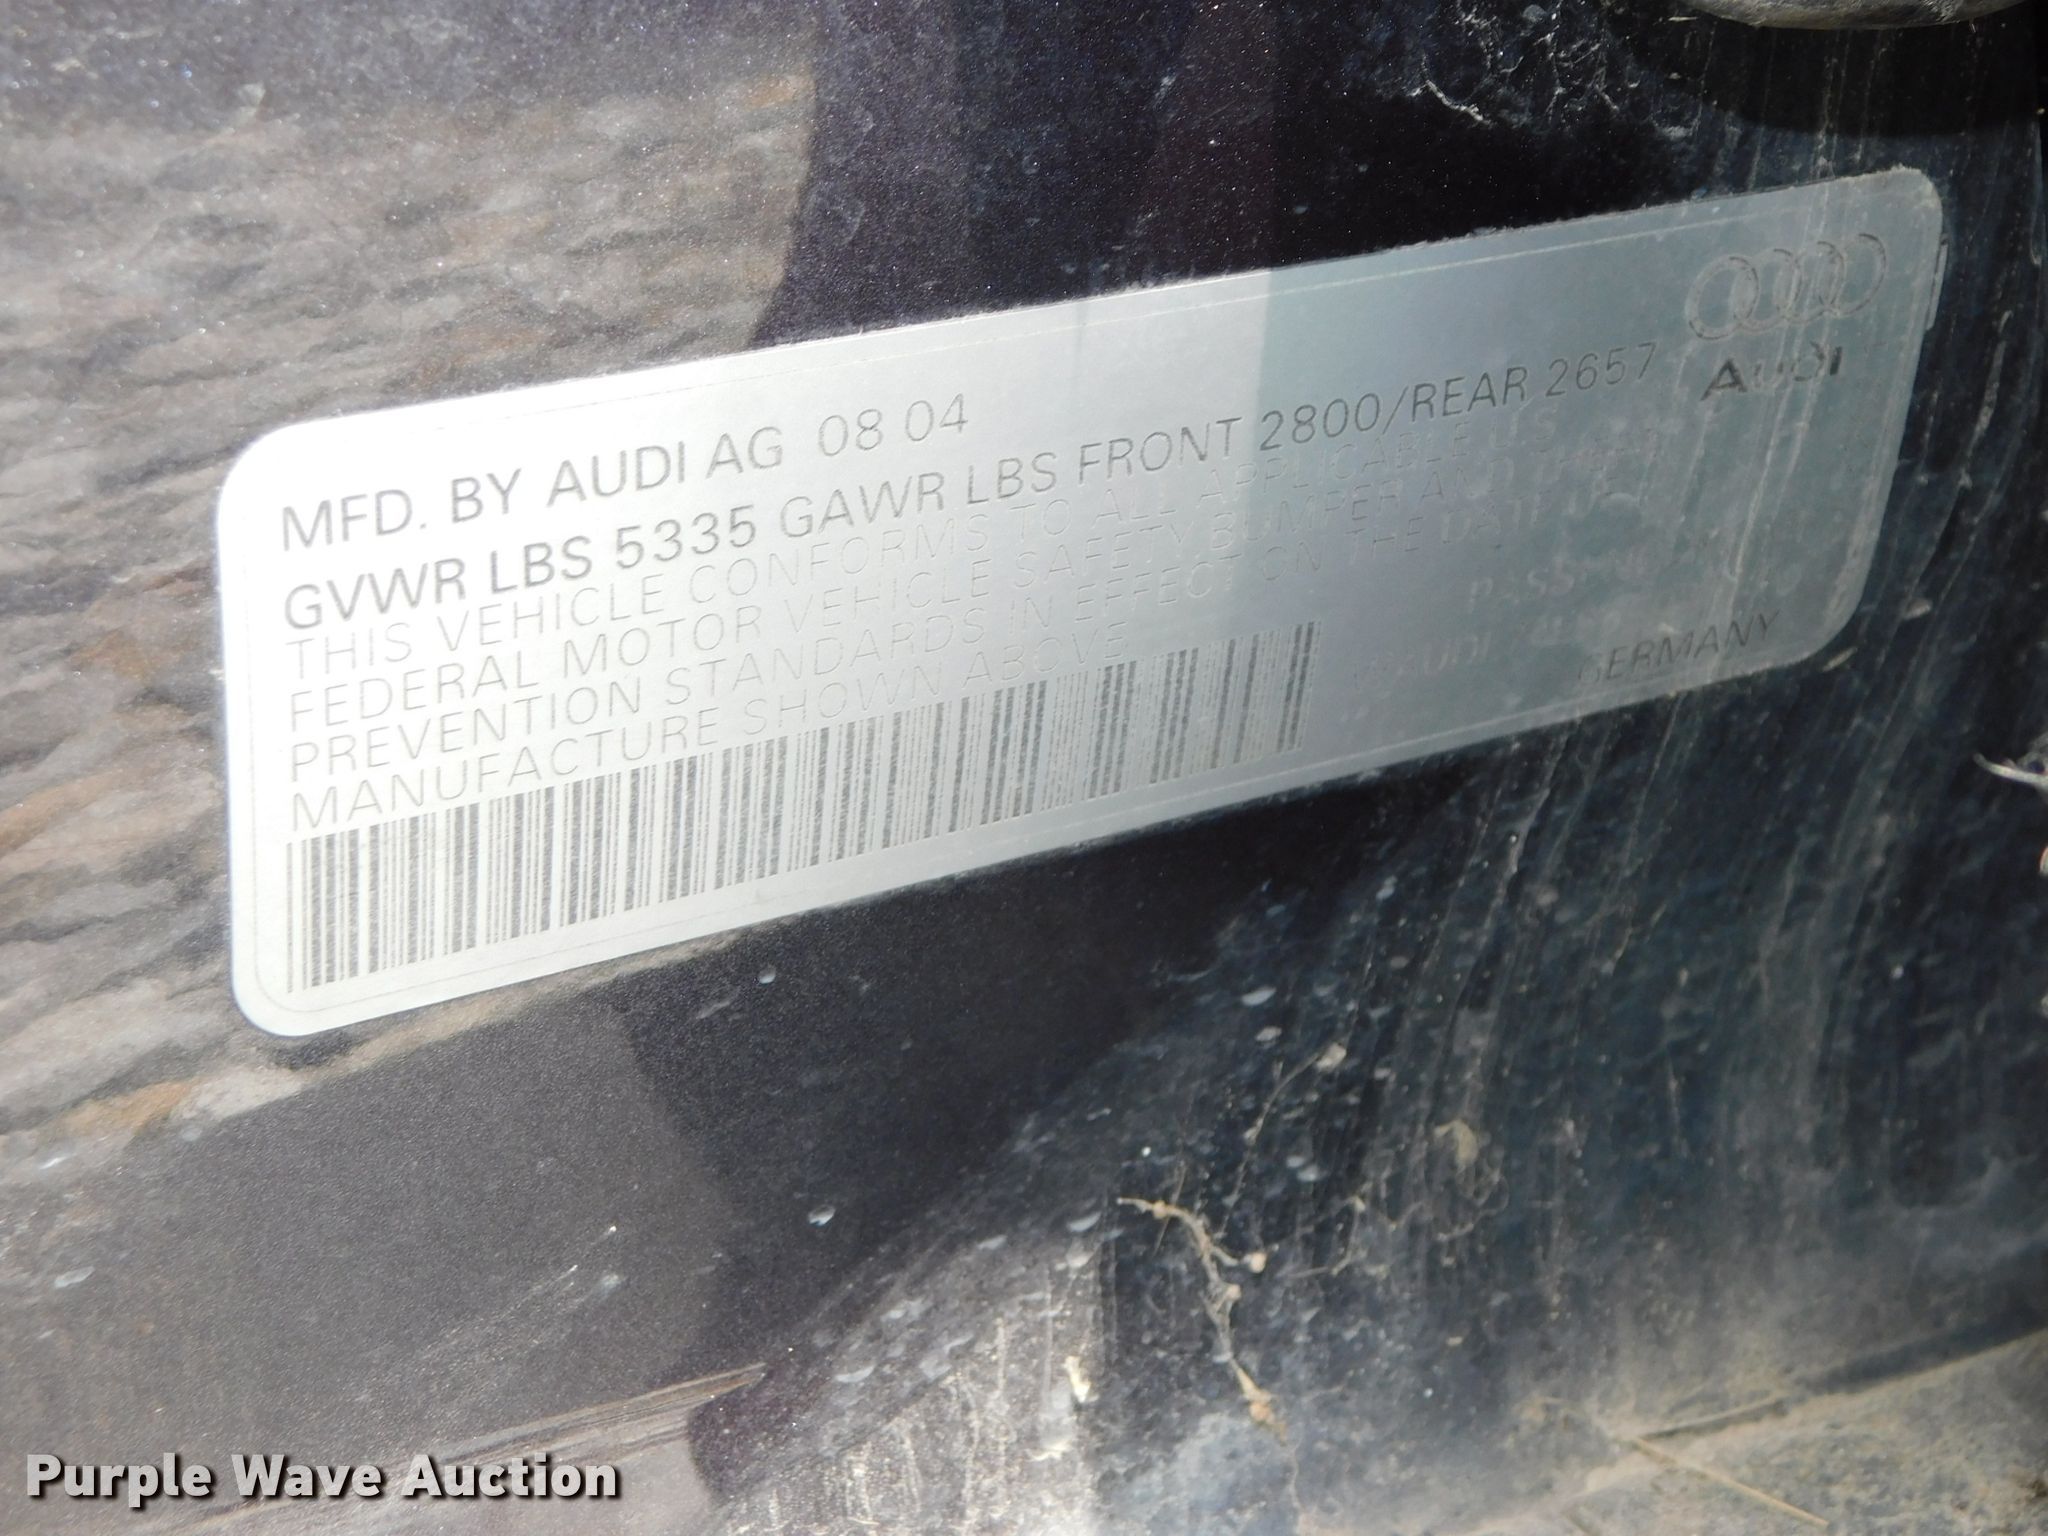 MFD. BY AUDI AG 08 04
GVWR LBS 5335 GAWR LBS FRONT 2800/REAR 2657
THIS VEHICLE CONFORMS TO ALL APPLICABLE U.S.
FEDERAL MOTOR VEHICLE SAFETY, BUMPER AND THEFT
PREVENTION STANDARDS IN EFFECT ON THE DATE OF
MANUFACTURE SHOWN ABOVE
AUDI
GERMANY
Purple Wave Auction